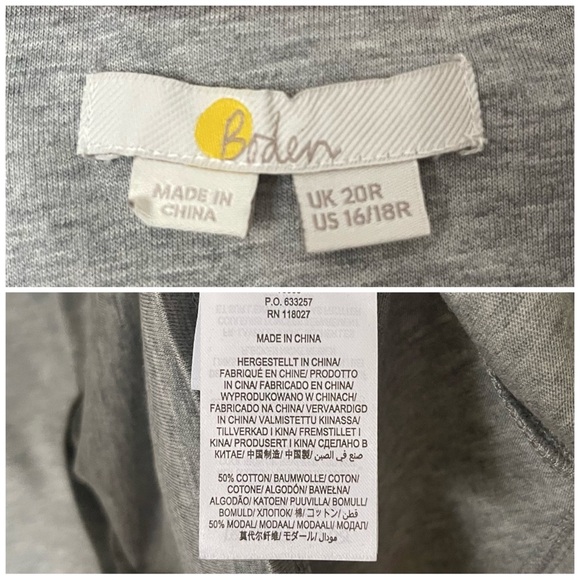 Boden
MADE IN
CHINA
UK 20R
US 16/18R
P.O. 633257
RN 118027
MADE IN CHINA
HERGESTELLT IN CHINA/
FABRIQUÉ EN CHINE/ PRODOTTO
IN CINA/ FABRICADO EN CHINA/
WYPRODUKOWANO W CHINACH/
FABRICADO NA CHINA/ VERVAARDIGD
IN CHINA/ VALMISTETTU KIINASSA/
TILLVERKAD I KINA/ FREMSTILLET I
KINA/ PRODUSERT I KINA/ СДЕЛАНО В
КИТАЕ/ 中国制造/ 中国製/ صنع في الصين
50% COTTON/ BAUMWOLLE/ COTON/
COTONE/ ALGODÓN/ BAWEŁNA/
ALGODÃO/ KATOEN/ PUUVILLA/ BOMULL/
BOMULD/ ХЛОПОК/ 棉/ コットン/ قطن
50% MODAL/ MODAAL/ MODAALI/ МОДАЛ/
莫代尔纤维/ モダール/ مودال